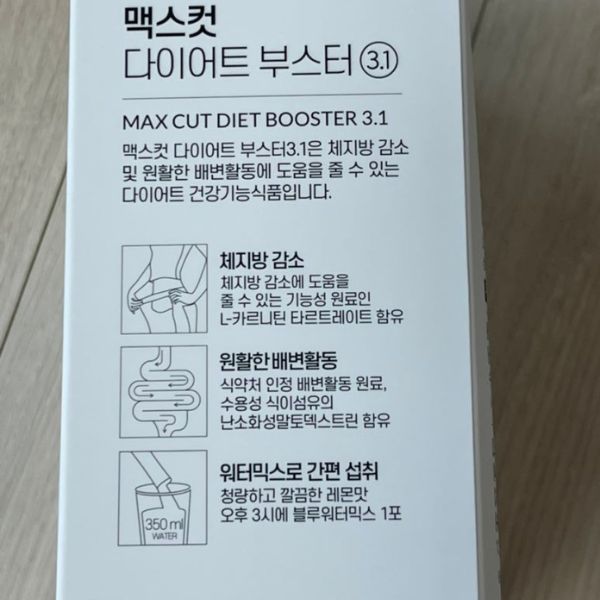 맥스컷
다이어트 부스터 3.1
MAX CUT DIET BOOSTER 3.1
맥스컷 다이어트 부스터3.1은 체지방 감소
및 원활한 배변활동에 도움을 줄 수 있는
다이어트 건강기능식품입니다.
체지방 감소
체지방 감소에 도움을
줄 수 있는 기능성 원료인
L-카르니틴 타르트레이트 함유
원활한 배변활동
식약처 인정 배변활동 원료,
수용성 식이섬유의
난소화성말토덱스트린 함유
워터믹스로 간편 섭취
청량하고 깔끔한 레몬맛
오후 3시에 블루워터믹스 1포
350 ml
WATER